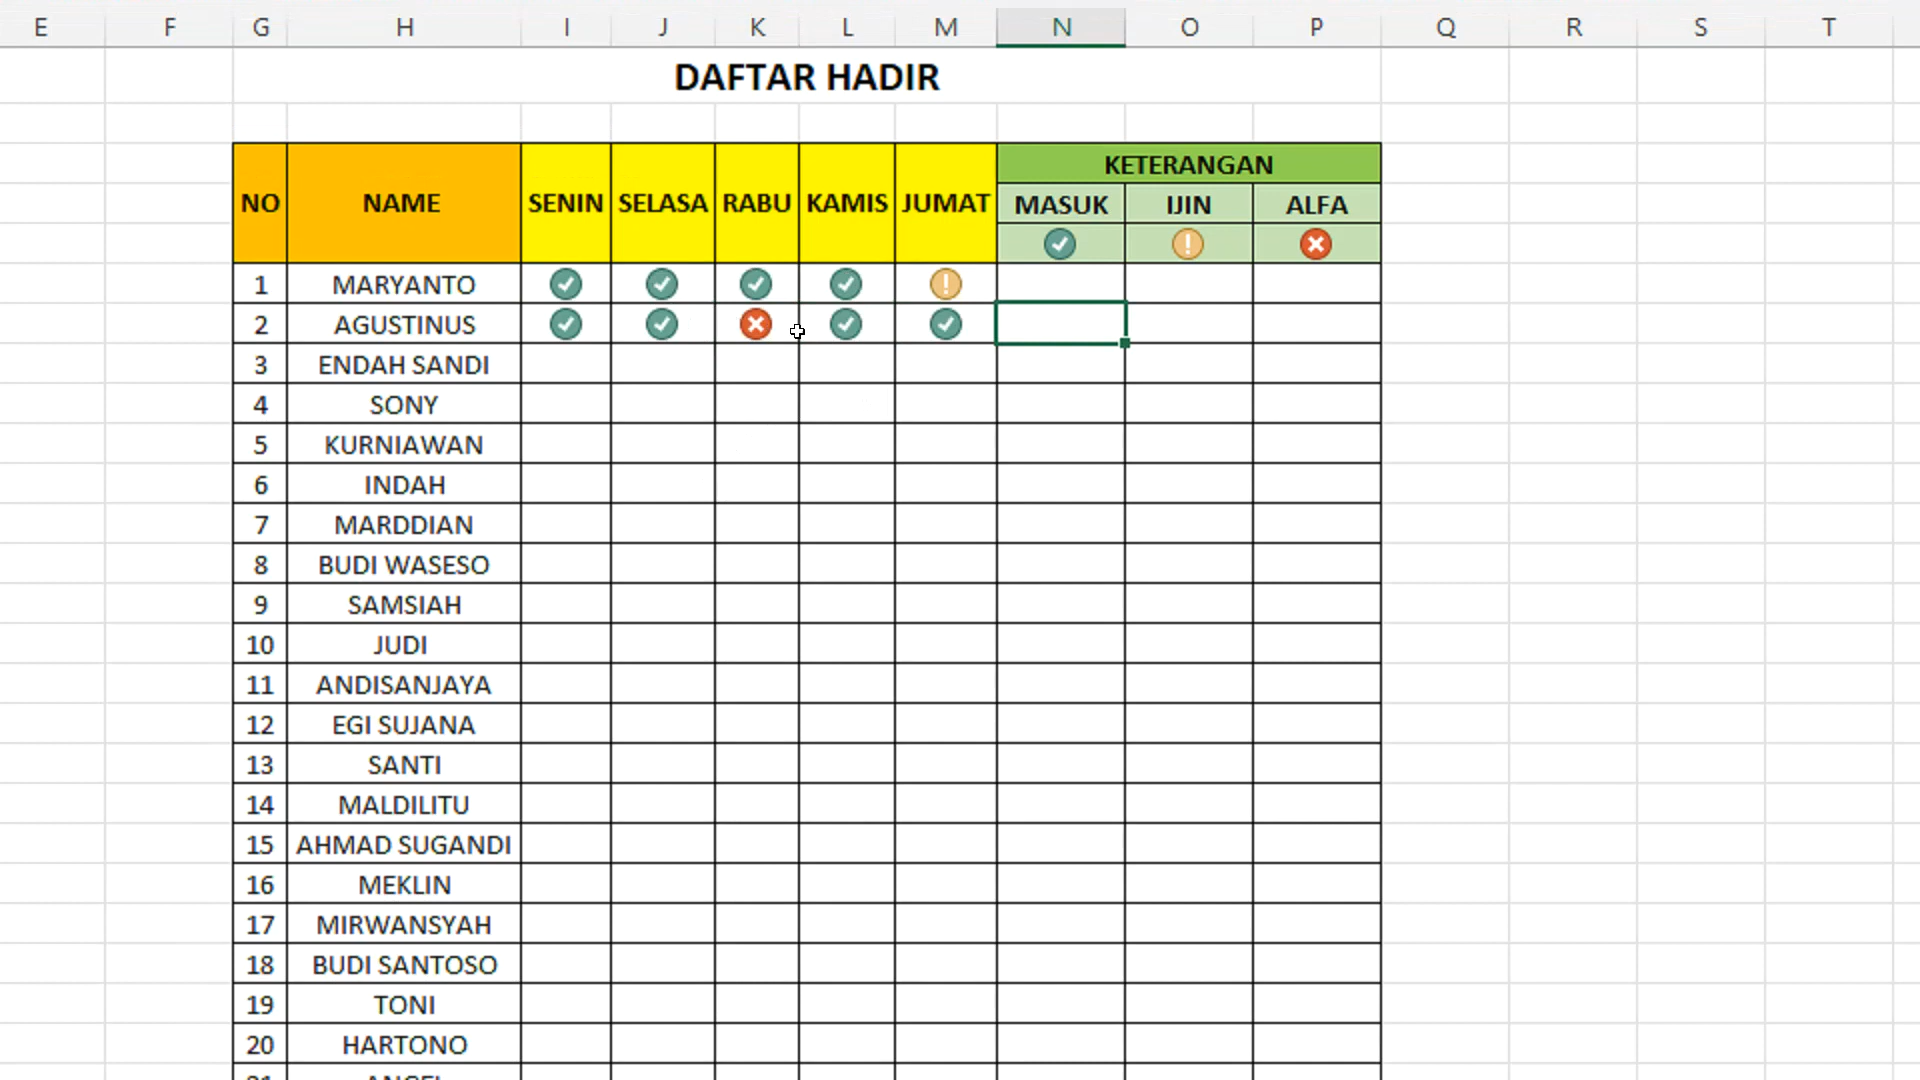 E F G H I J K L M N O P Q R S T
DAFTAR HADIR
NO NAME SENIN SELASA RABU KAMIS JUMAT KETERANGAN
MASUK IJIN ALFA
1 MARYANTO
2 AGUSTINUS
3 ENDAH SANDI
4 SONY
5 KURNIAWAN
6 INDAH
7 MARDDIAN
8 BUDI WASESO
9 SAMSIAH
10 JUDI
11 ANDISANJAYA
12 EGI SUJANA
13 SANTI
14 MALDILITU
15 AHMAD SUGANDI
16 MEKLIN
17 MIRWANSYAH
18 BUDI SANTOSO
19 TONI
20 HARTONO